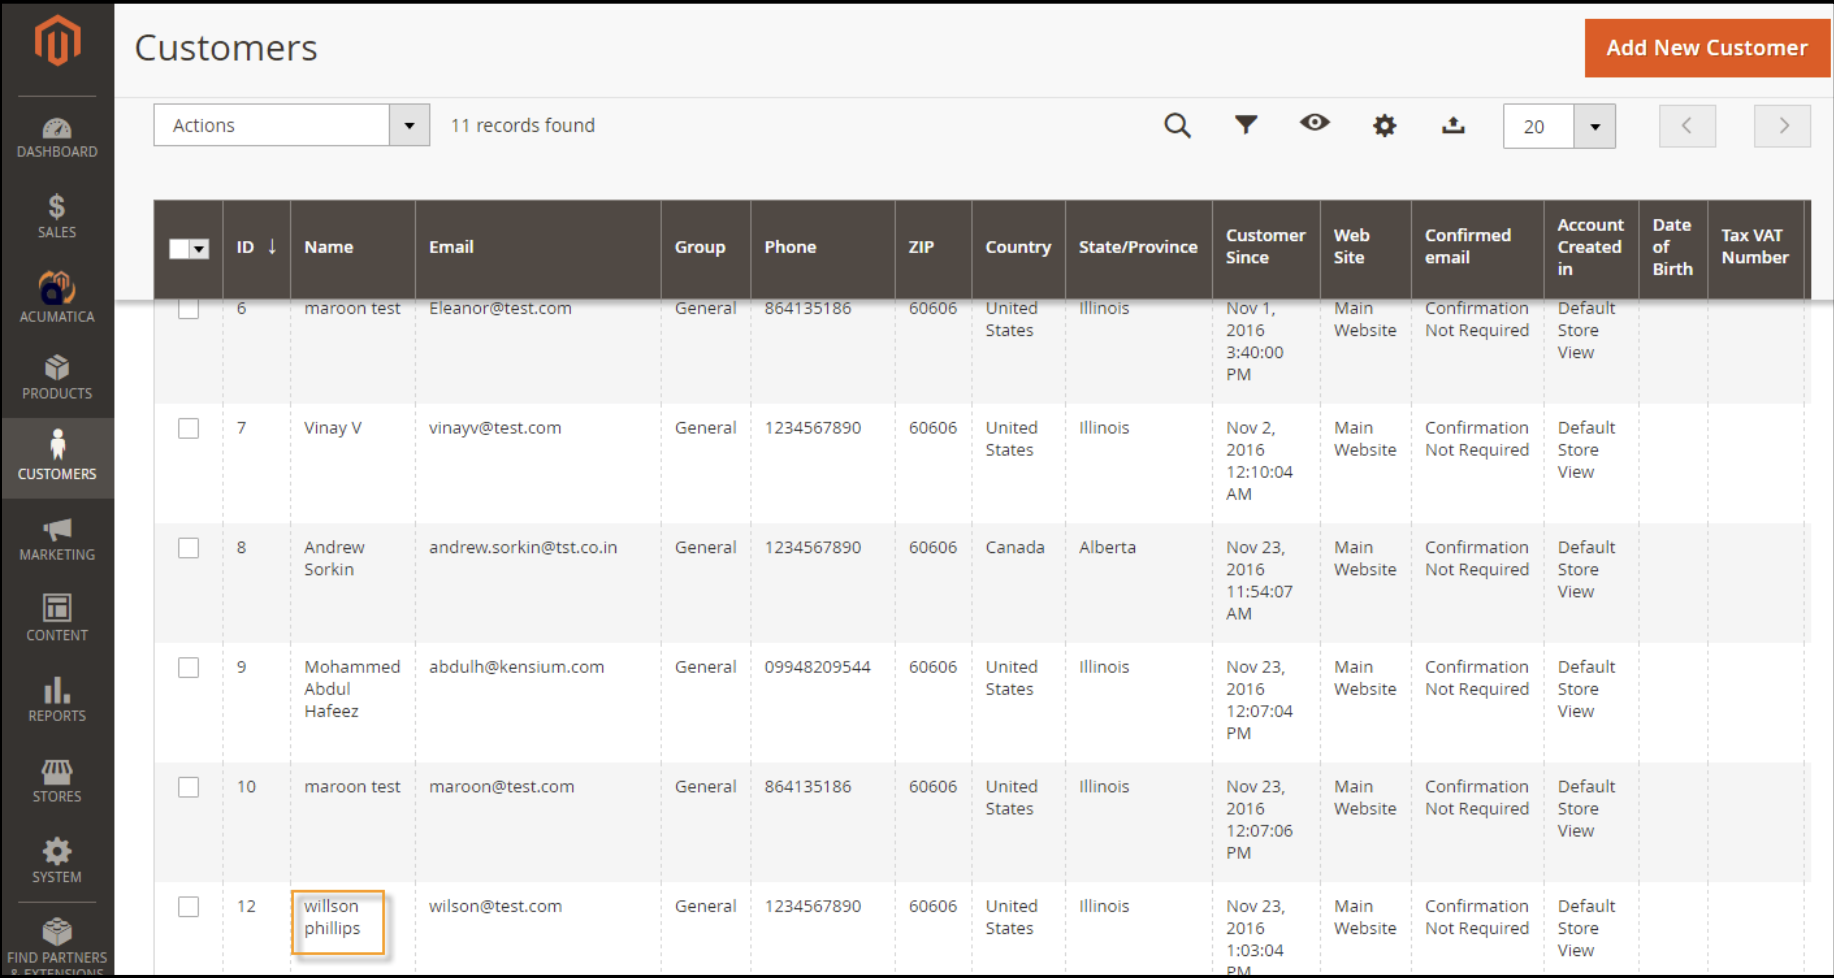 Customers
Add New Customer
Actions
11 records found
20
DASHBOARD
$
SALES
ACUMATICA
PRODUCTS
CUSTOMERS
MARKETING
CONTENT
REPORTS
STORES
SYSTEM
FIND PARTNERS
& EXTENSIONS
ID ↓ Name Email Group Phone ZIP Country State/Province Customer Since Web Site Confirmed email Account Created in Date of Birth Tax VAT Number
6 maroon test Eleanor@test.com General 864135186 60606 United Illinois Nov 1, Main Confirmation Default
States 2016 Website Not Required Store
3:40:00 View
PM
7 Vinay V vinayv@test.com General 1234567890 60606 United Illinois Nov 2, Main Confirmation Default
States 2016 Website Not Required Store
12:10:04 View
AM
8 Andrew andrew.sorkin@tst.co.in General 1234567890 60606 Canada Alberta Nov 23, Main Confirmation Default
Sorkin 2016 Website Not Required Store
11:54:07 View
AM
9 Mohammed abdulh@kensium.com General 09948209544 60606 United Illinois Nov 23, Main Confirmation Default
Abdul States 2016 Website Not Required Store
Hafeez 12:07:04 View
PM
10 maroon test maroon@test.com General 864135186 60606 United Illinois Nov 23, Main Confirmation Default
States 2016 Website Not Required Store
12:07:06 View
PM
12 willson wilson@test.com General 1234567890 60606 United Illinois Nov 23, Main Confirmation Default
phillips States 2016 Website Not Required Store
1:03:04 View
PM